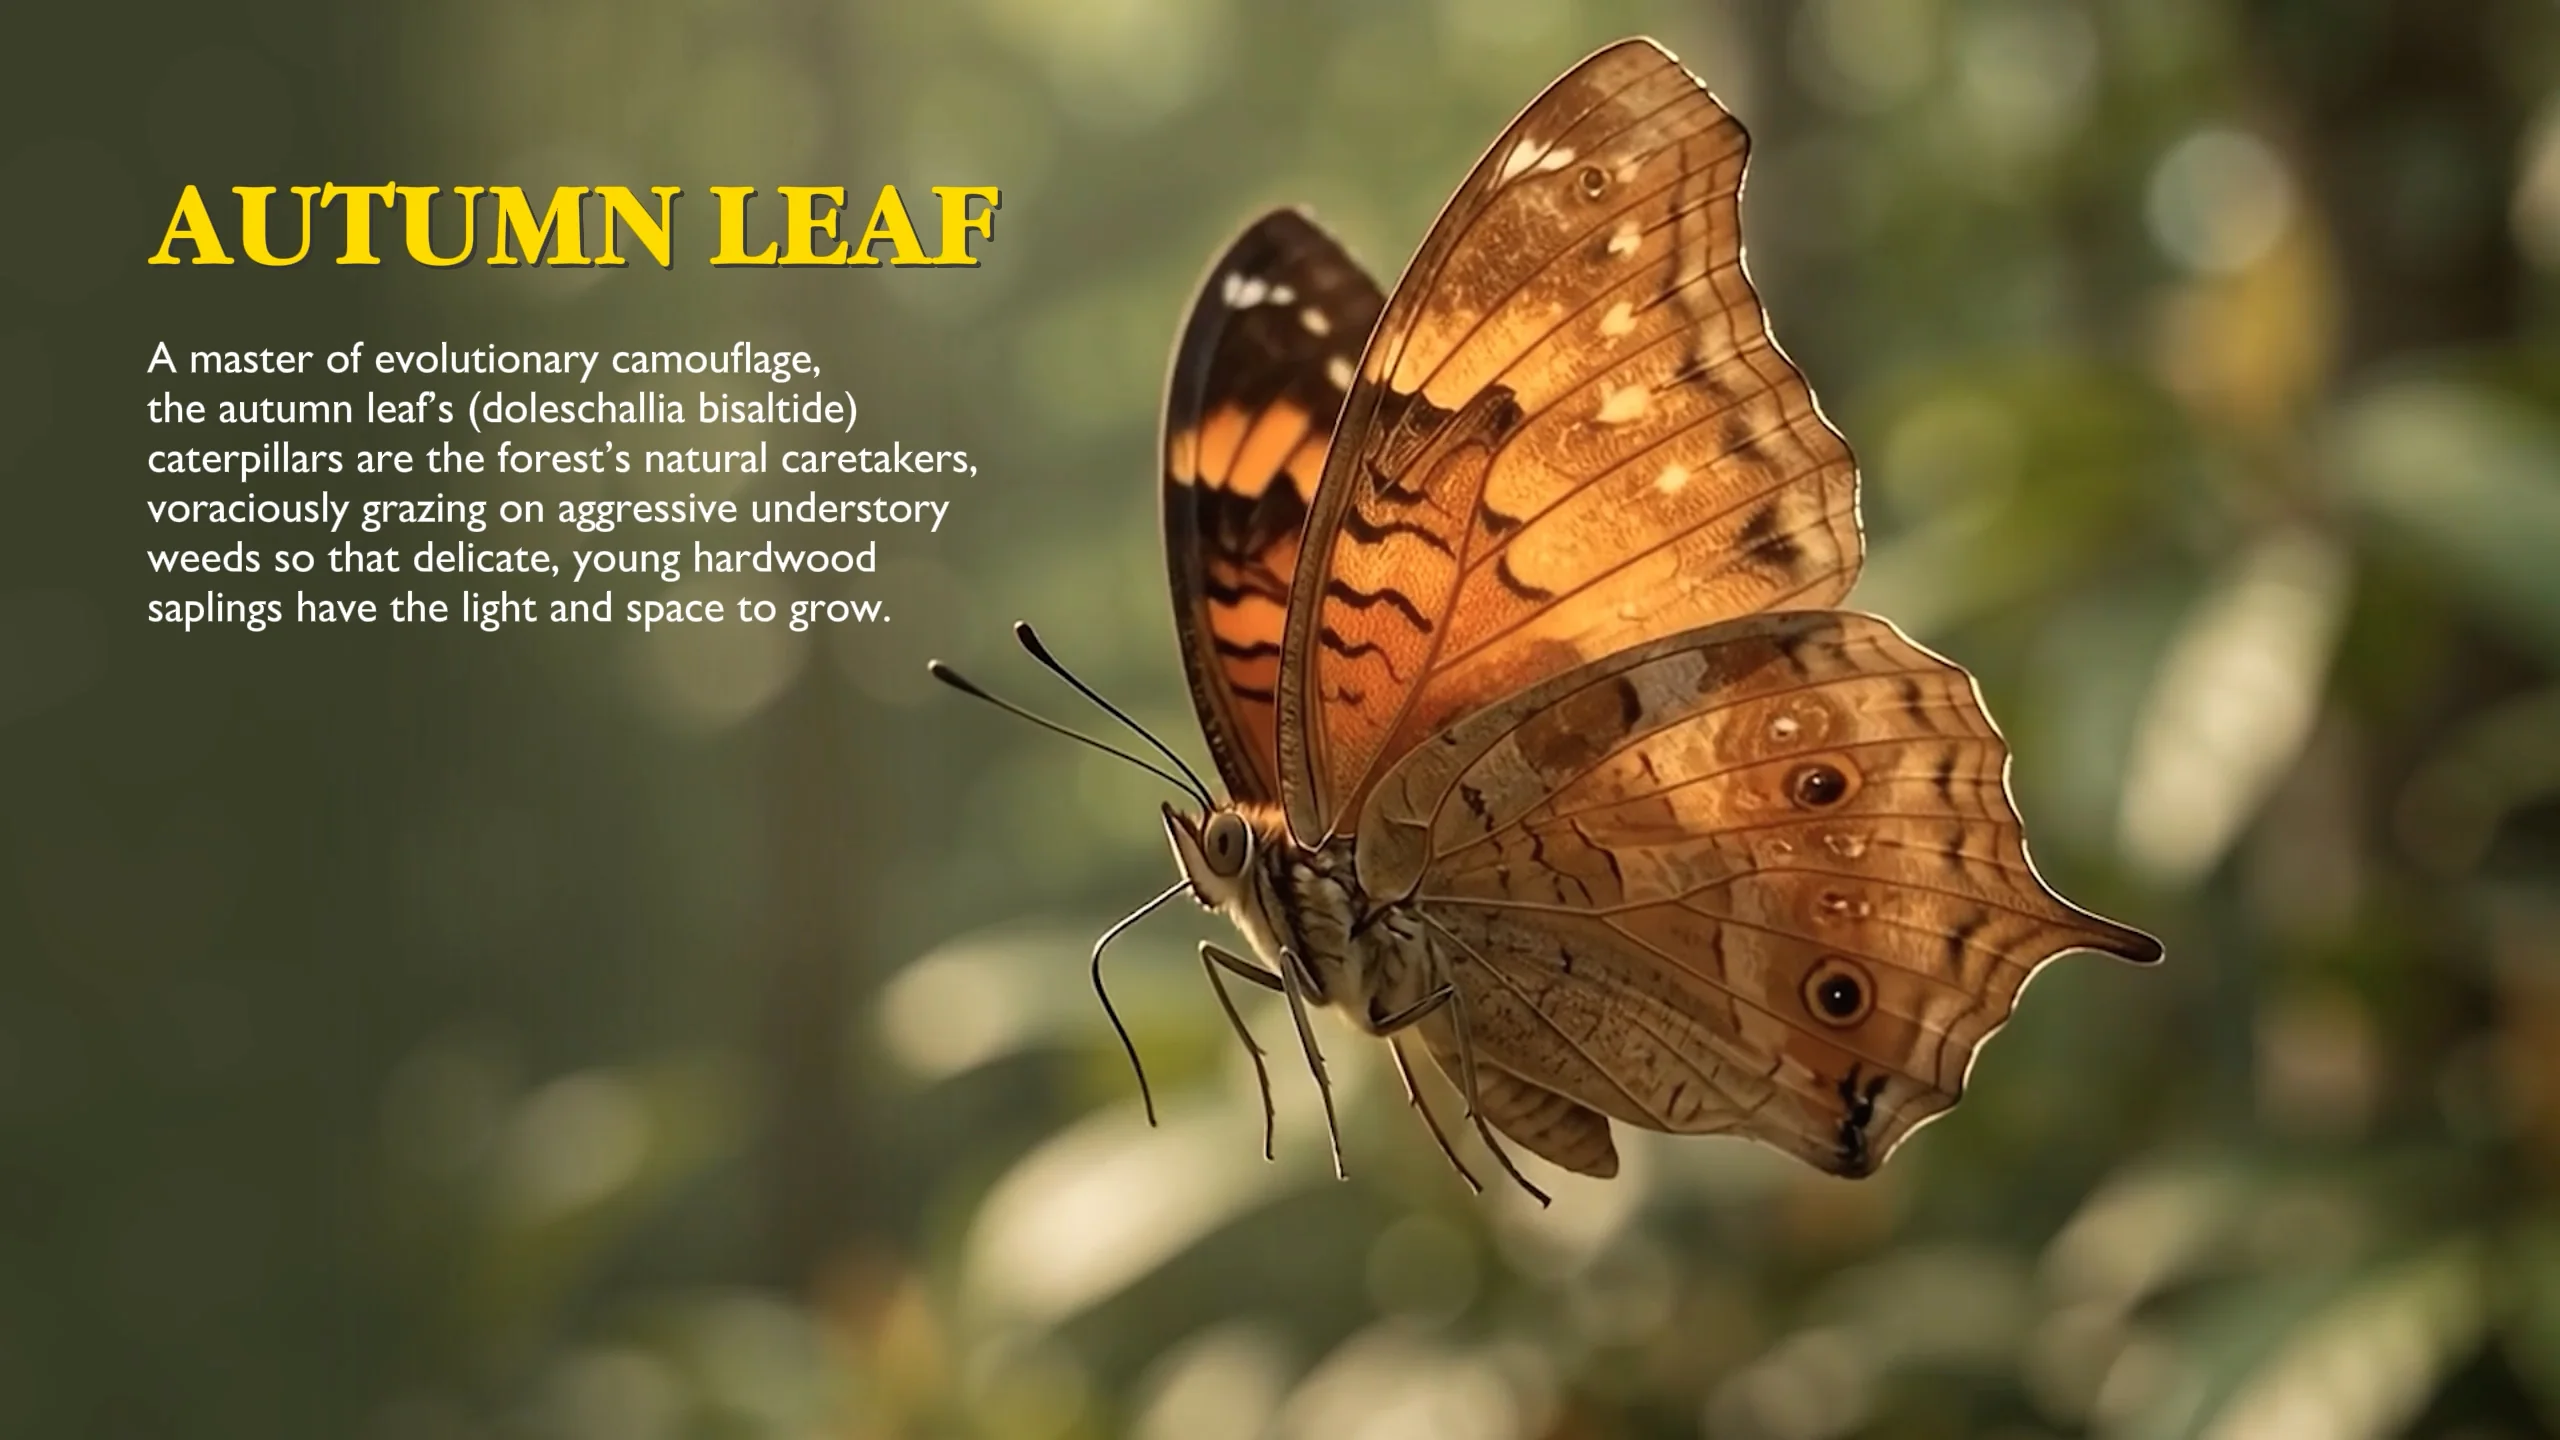 AUTUMN LEAF
A master of evolutionary camouflage,
the autumn leaf’s (doleschallia bisaltide)
caterpillars are the forest’s natural caretakers,
voraciously grazing on aggressive understory
weeds so that delicate, young hardwood
saplings have the light and space to grow.